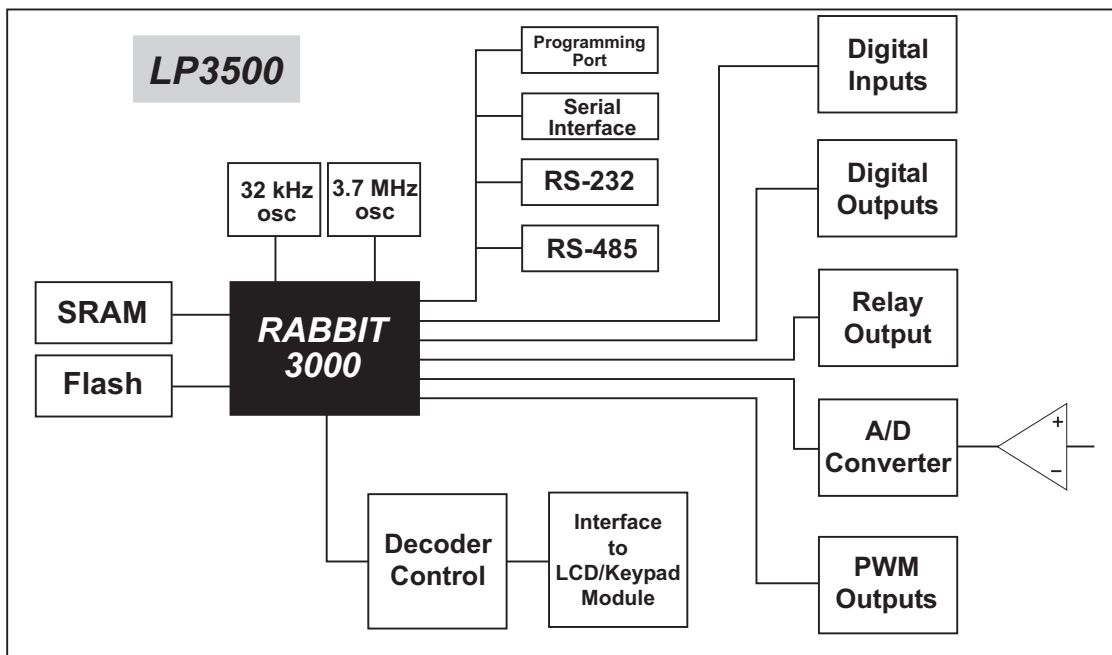 LP3500
Programming
Port
Serial
Interface
RS-232
RS-485
32 kHz
osc
3.7 MHz
osc
SRAM
Flash
RABBIT
3000
Digital
Inputs
Digital
Outputs
Relay
Output
A/D
Converter
+
–
PWM
Outputs
Decoder
Control
Interface
to
LCD/Keypad
Module